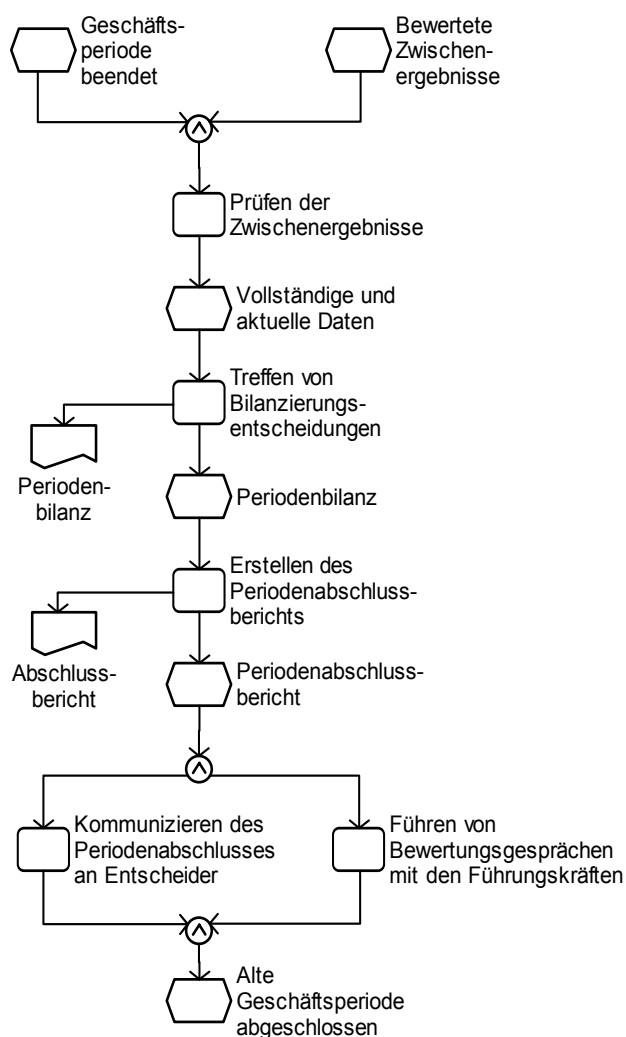 Geschäfts-
periode
beendet
Bewertete
Zwischen-
ergebnisse
Prüfen der
Zwischenergebnisse
Vollständige und
aktuelle Daten
Treffen von
Bilanzierungs-
entscheidungen
Perioden-
bilanz
Periodenbilanz
Erstellen des
Periodenabschluss-
berichts
Abschluss-
bericht
Periodenabschluss-
bericht
Kommunizieren des
Periodenabschlusses
an Entscheider
Führen von
Bewertungsgesprächen
mit den Führungskräften
Alte
Geschäftsperiode
abgeschlossen